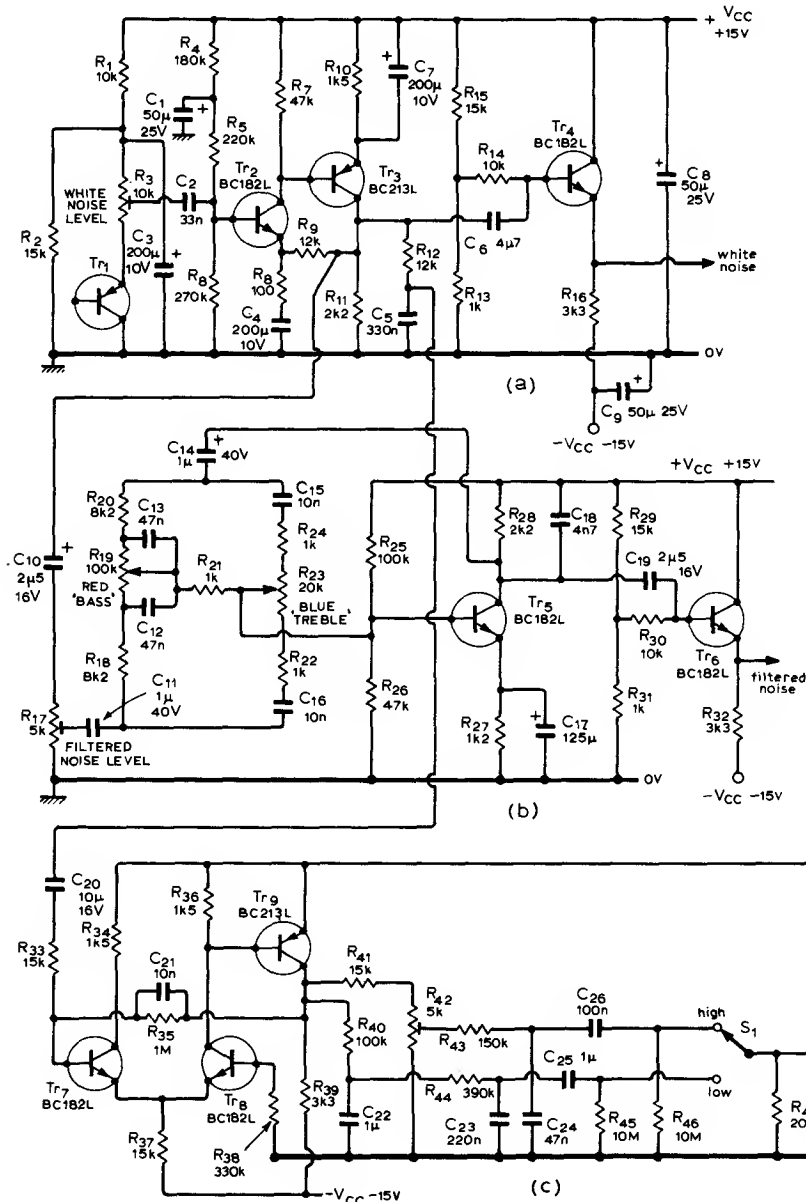 + VCC
+15V
R1
10k
R4
180k
C1
50µ
25V
R5
220k
R7
47k
R10
1k5
C7
200µ
10V
R15
15k
Tr4
BC182L
C8
50µ
25V
WHITE
NOISE
LEVEL
R3
10k
C2
33n
Tr2
BC182L
Tr3
BC213L
R14
10k
R2
15k
C3
200µ
10V
R9
12k
C6
4µ7
white
noise
Tr1
R8
270k
R8
100
C4
200µ
10V
R11
2k2
R12
12k
C5
330n
R13
1k
R16
3k3
0V
(a)
C9 50µ 25V
–VCC –15V
C14
1µ
40V
+VCC +15V
R20
8k2
C13
47n
C15
10n
R24
1k
R28
2k2
C18
4n7
R29
15k
C10
2µ5
16V
R19
100k
RED
'BASS'
R21
1k
R23
20k
'BLUE
TREBLE'
R25
100k
C19 2µ5
16V
C12
47n
Tr5
BC182L
R30
10k
Tr6
BC182L
R18
8k2
C11
1µ
40V
R22
1k
R26
47k
filtered
noise
R17
5k
C16
10n
R27
1k2
C17
125µ
R31
1k
R32
3k3
FILTERED
NOISE LEVEL
0V
(b)
–VCC –15V
C20
10µ
16V
R36
1k5
Tr9
BC213L
R34
1k5
R33
15k
C21
10n
R41
15k
R42
5k
C26
100n
high
S1
R35
1M
R40
100k
R43 150k
C25 1µ
Tr7
BC182L
Tr8
BC182L
R39
3k3
R44 390k
low
R37
15k
R38
330k
C22
1µ
C23
220n
C24
47n
R45
10M
R46
10M
R4
20
–VCC –15V
(c)